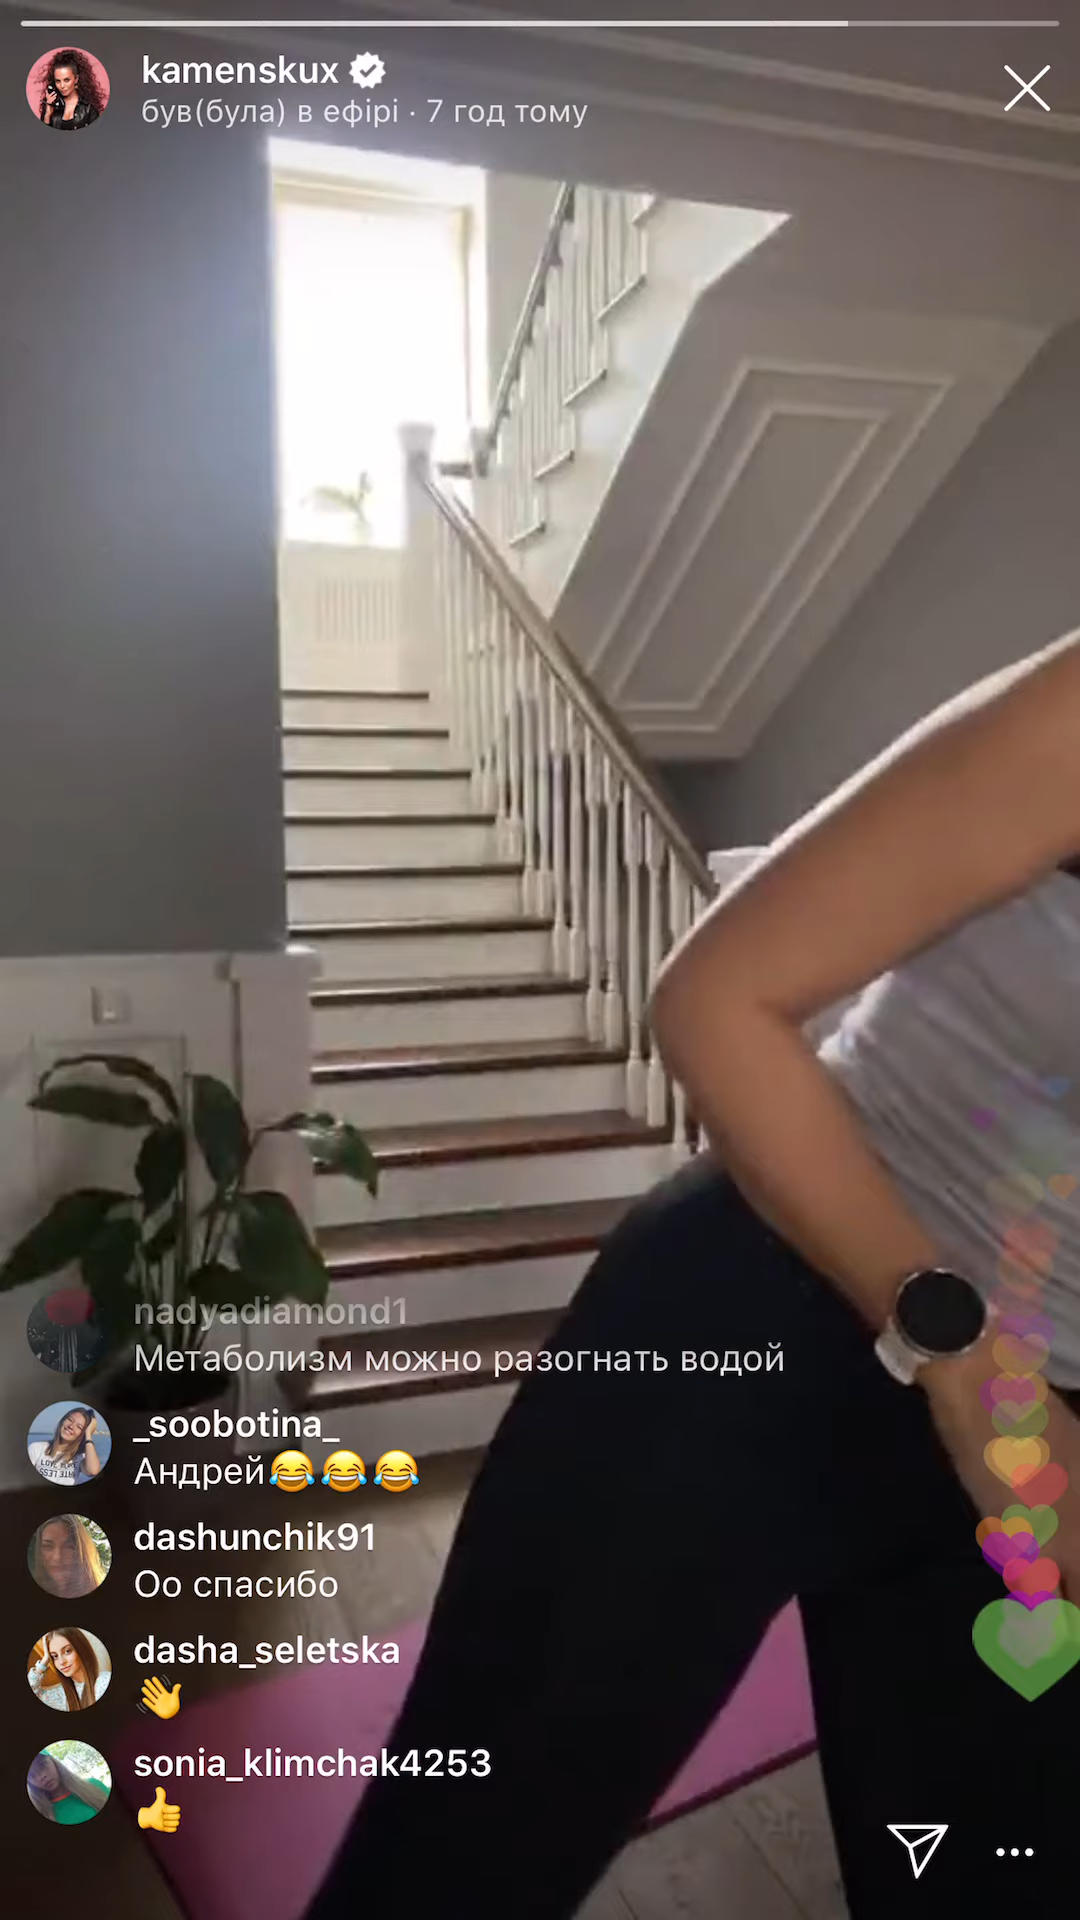 kamenskux
був(була) в ефірі · 7 год тому
nadyadiamond1
Метаболизм можно разогнать водой
_soobotina_
Андрей😂😂😂
dashunchik91
Оо спасибо
dasha_seletska
👋
sonia_klimchak4253
👍